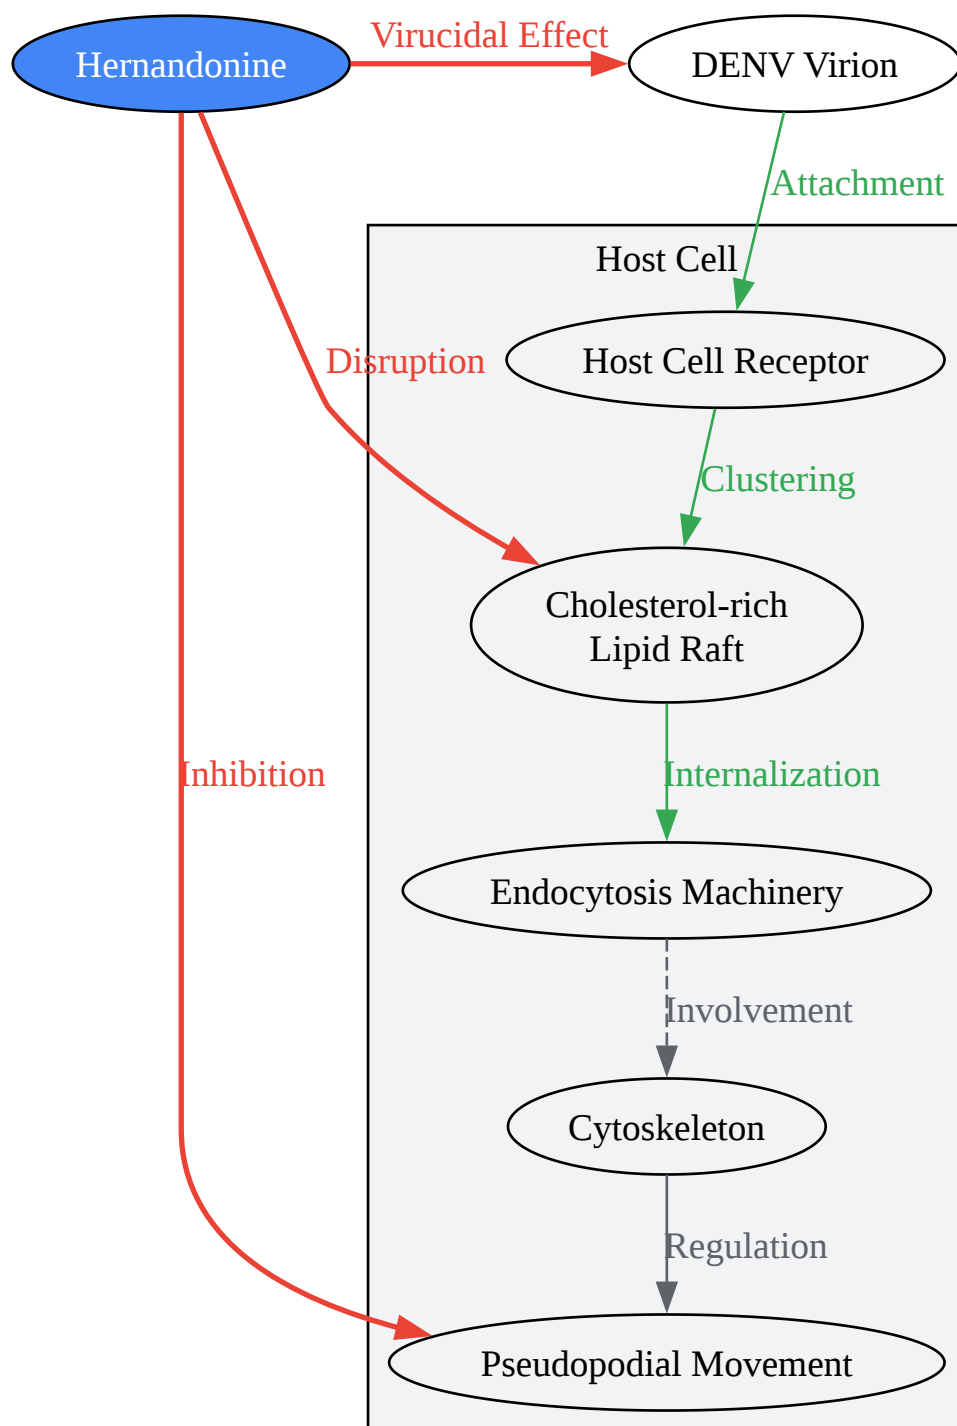 Virucidal Effect
Hernandonine
DENV Virion
Attachment
Host Cell
Host Cell Receptor
Disruption
Clustering
Cholesterol-rich
Lipid Raft
Inhibition
Internalization
Endocytosis Machinery
Involvement
Cytoskeleton
Regulation
Pseudopodial Movement